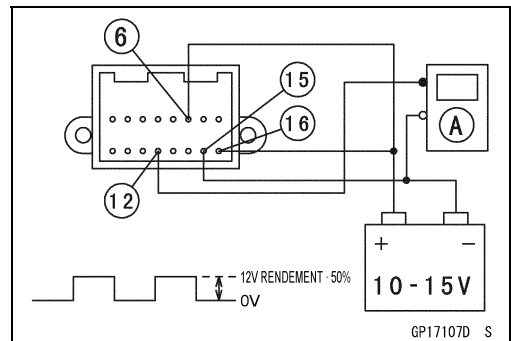 6
15
16
A
12
+ −
10-15V
12V RENDEMENT · 50%
0V
GP17107D S